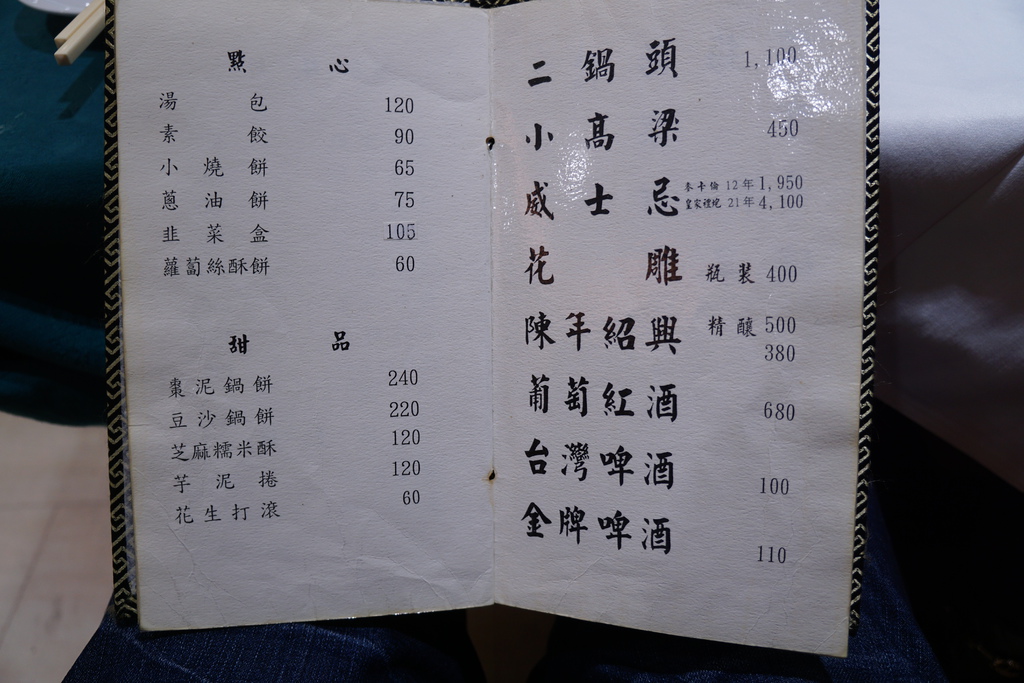 點心
湯包 120
素餃 90
小燒餅 65
蔥油餅 75
韭菜盒 105
蘿蔔絲酥餅 60
甜品
棗泥鍋餅 240
豆沙鍋餅 220
芝麻糯米酥 120
芋泥捲 120
花生打滾 60
二鍋頭 1,100
小高粱 450
威士忌 麥卡倫 12年 1,950
皇家禮炮 21年 4,100
花雕 瓶裝 400
陳年紹興 精釀 500
380
葡萄紅酒 680
台灣啤酒 100
金牌啤酒 110